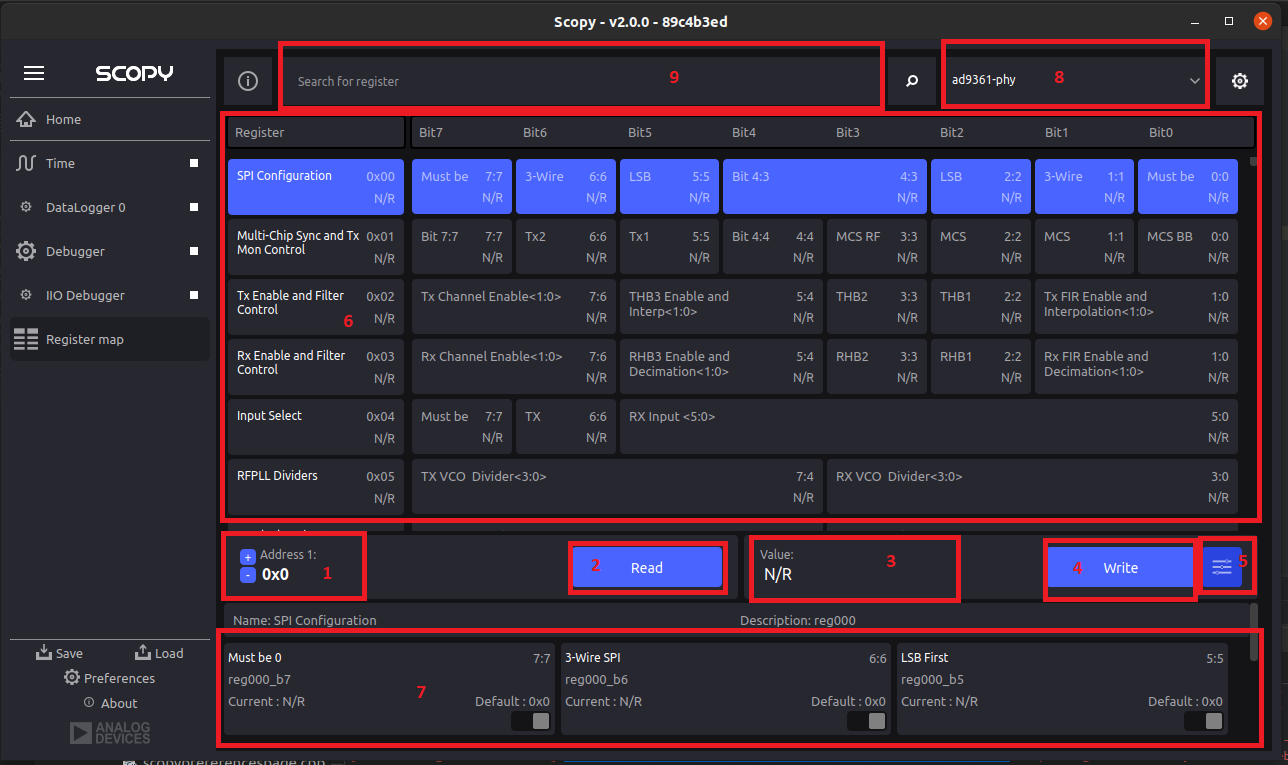 Scopy - v2.0.0 - 89c4b3ed
SCOPY
Home
Time
DataLogger 0
Debugger
IIO Debugger
Register map
Save Load
Preferences
About
ANALOG
DEVICES
Search for register 9
ad9361-phy 8
Register Bit7 Bit6 Bit5 Bit4 Bit3 Bit2 Bit1 Bit0
SPI Configuration 0x00 Must be 7:7 3-Wire 6:6 LSB 5:5 Bit 4:3 4:3 LSB 2:2 3-Wire 1:1 Must be 0:0
N/R N/R N/R N/R N/R N/R N/R N/R
Multi-Chip Sync and Tx 0x01 Bit 7:7 7:7 Tx2 6:6 Tx1 5:5 Bit 4:4 4:4 MCS RF 3:3 MCS 2:2 MCS 1:1 MCS BB 0:0
Mon Control N/R N/R N/R N/R N/R N/R N/R N/R N/R
Tx Enable and Filter 0x02 Tx Channel Enable<1:0> 7:6 THB3 Enable and 5:4 THB2 3:3 THB1 2:2 Tx FIR Enable and 1:0
Control 6 N/R N/R Interp<1:0> N/R N/R N/R Interpolation<1:0> N/R
Rx Enable and Filter 0x03 Rx Channel Enable<1:0> 7:6 RHB3 Enable and 5:4 RHB2 3:3 RHB1 2:2 Rx FIR Enable and 1:0
Control N/R N/R Decimation<1:0> N/R N/R N/R Decimation<1:0> N/R
Input Select 0x04 Must be 7:7 TX 6:6 RX Input <5:0> 5:0
N/R N/R N/R N/R
RFPLL Dividers 0x05 TX VCO Divider<3:0> 7:4 RX VCO Divider<3:0> 3:0
N/R N/R N/R
+ Address 1:
- 0x0 1
2 Read
Value:
N/R 3
4 Write
5
Name: SPI Configuration Description: reg000
Must be 0 7:7 3-Wire SPI 6:6 LSB First 5:5
reg000_b7 reg000_b6 reg000_b5
7
Current : N/R Default : 0x0 Current : N/R Default : 0x0 Current : N/R Default : 0x0